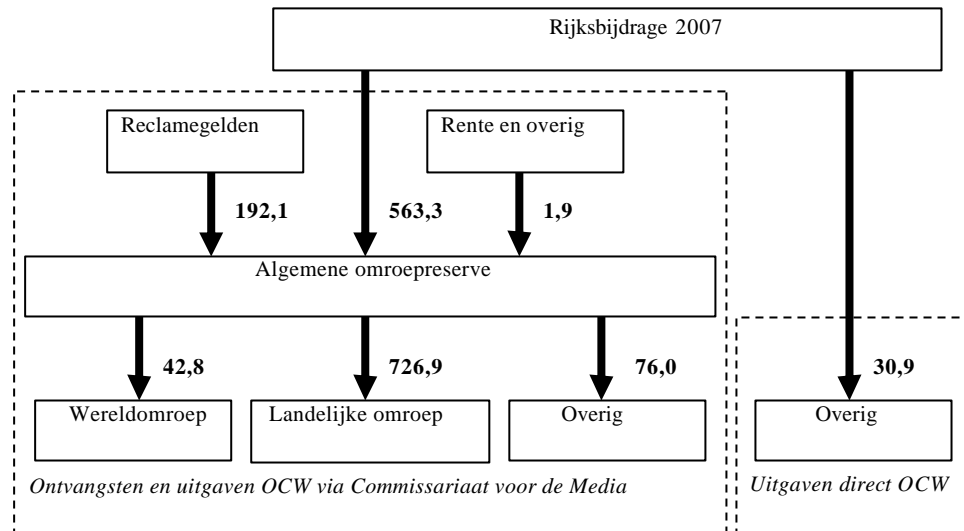 Rijksbijdrage 2007
Reclamegelden
Rente en overig
192,1
563,3
1,9
Algemene omroepreserve
42,8
726,9
76,0
30,9
Wereldomroep
Landelijke omroep
Overig
Overig
Ontvangsten en uitgaven OCW via Commissariaat voor de Media
Uitgaven direct OCW